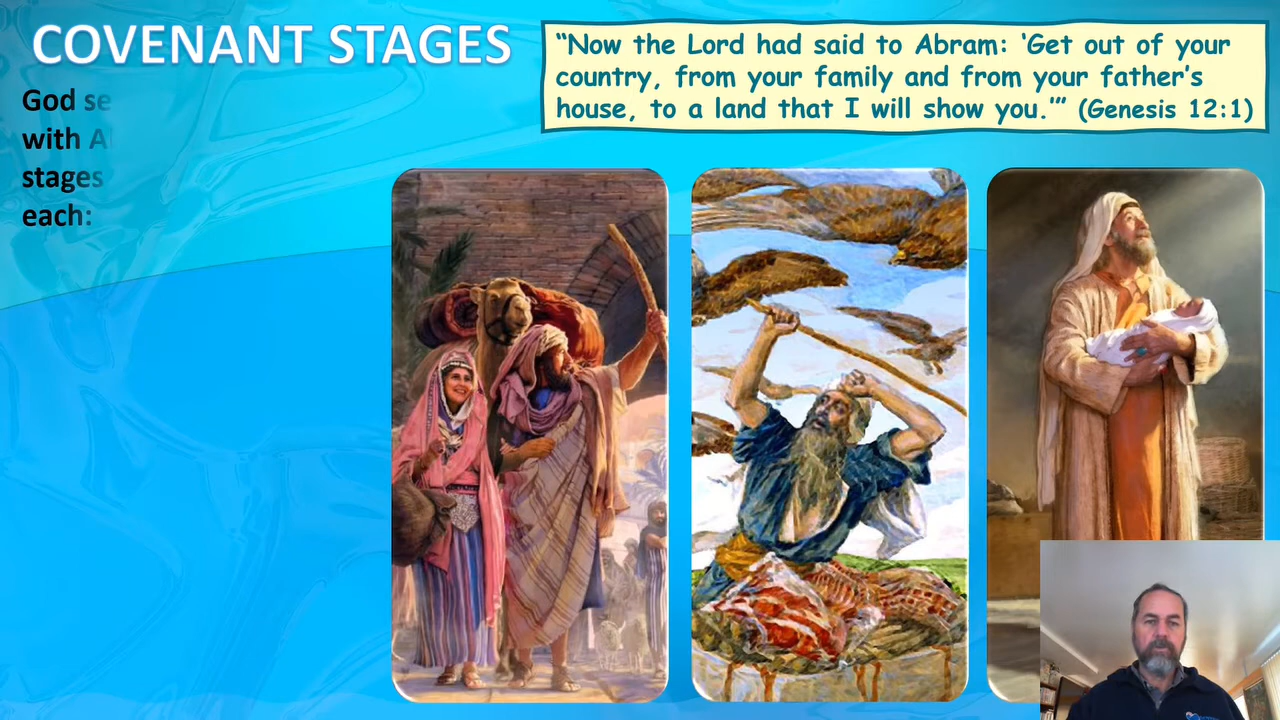 COVENANT STAGES
God se
with A
stages
each:
“Now the Lord had said to Abram: ‘Get out of your
country, from your family and from your father’s
house, to a land that I will show you.’” (Genesis 12:1)